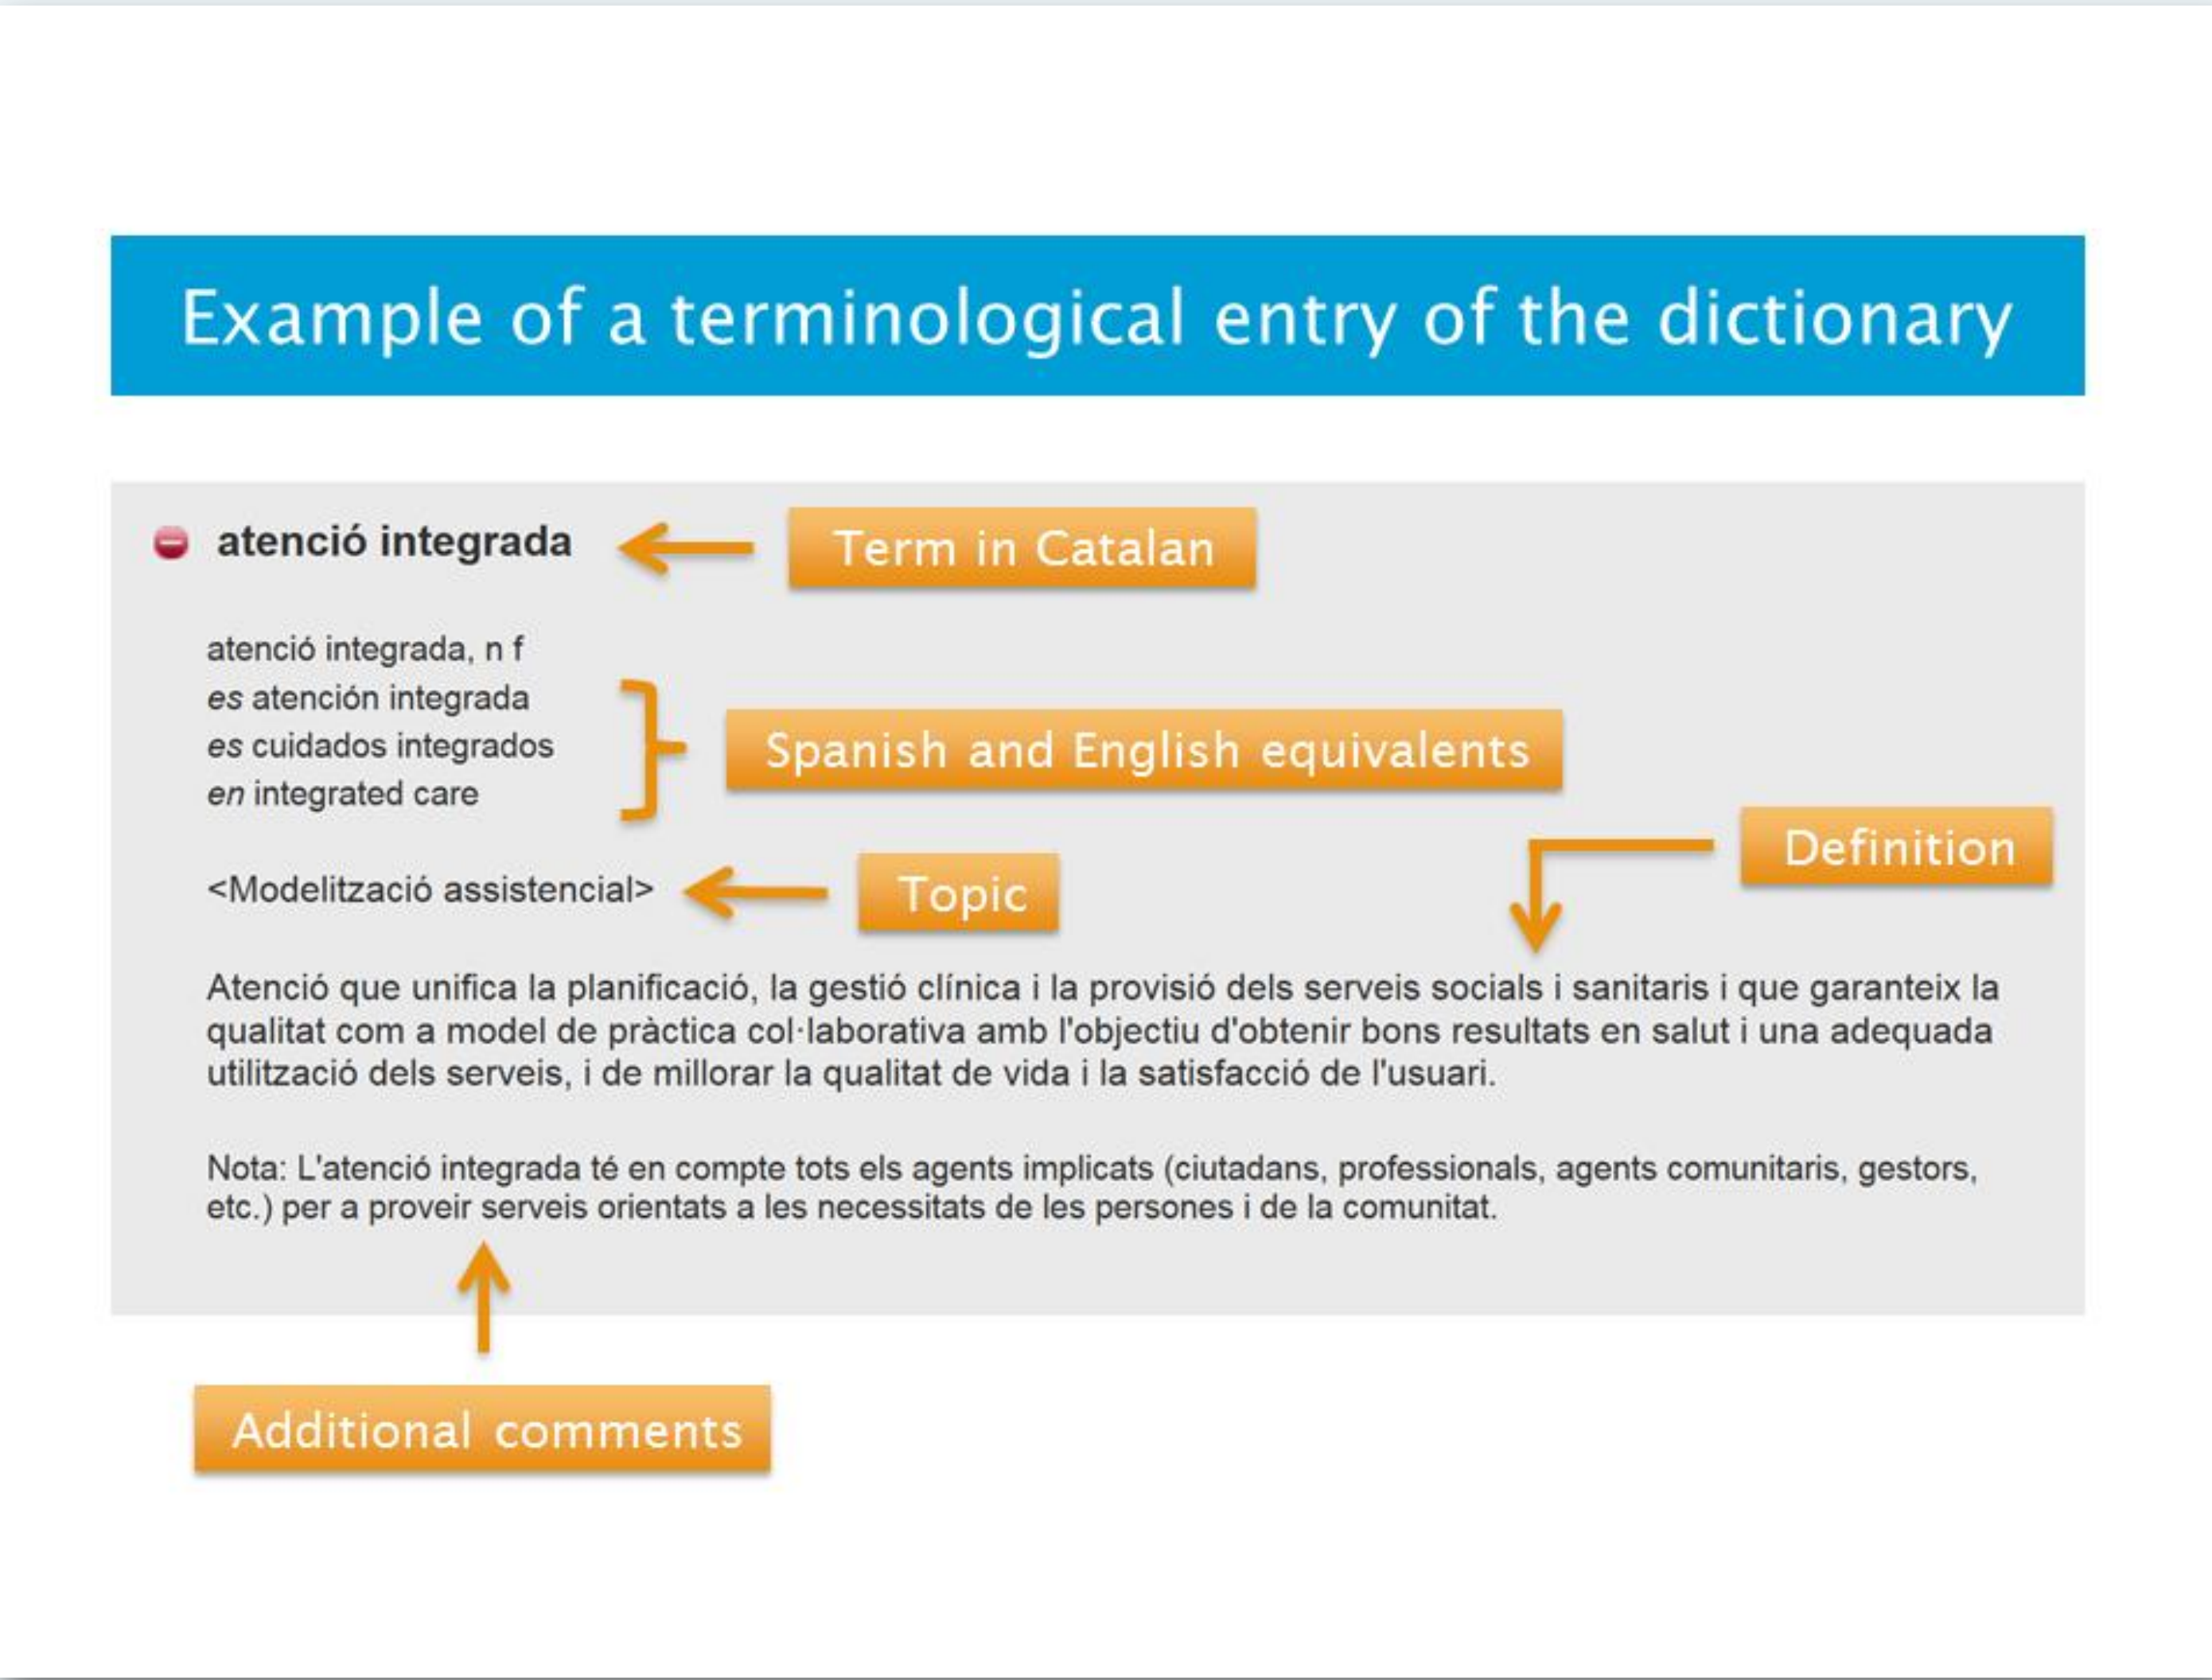 Example of a terminological entry of the dictionary
atenció integrada
Term in Catalan
atenció integrada, n f
es atención integrada
es cuidados integrados
en integrated care
Spanish and English equivalents
Definition
<Modelització assistencial>
Topic
Atenció que unifica la planificació, la gestió clínica i la provisió dels serveis socials i sanitaris i que garanteix la
qualitat com a model de pràctica col·laborativa amb l'objectiu d'obtenir bons resultats en salut i una adequada
utilització dels serveis, i de millorar la qualitat de vida i la satisfacció de l'usuari.
Nota: L'atenció integrada té en compte tots els agents implicats (ciutadans, professionals, agents comunitaris, gestors,
etc.) per a proveir serveis orientats a les necessitats de les persones i de la comunitat.
Additional comments